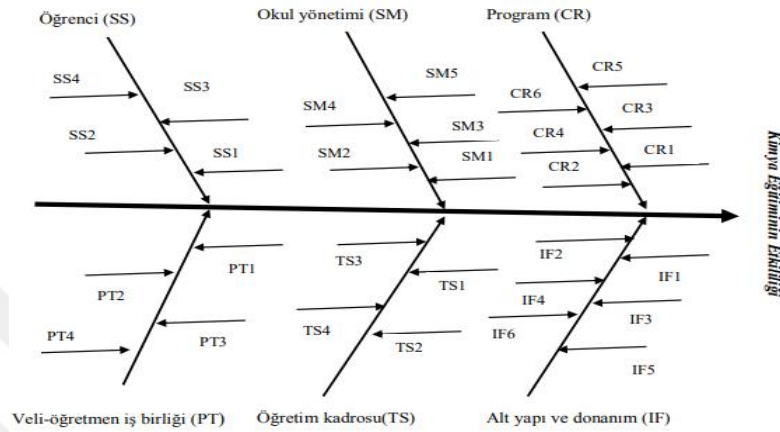 Öğrenci (SS)
Okul yönetimi (SM)
Program (CR)
SS4
SS3
SS2
SS1
SM5
SM4
SM3
SM2
SM1
CR5
CR6
CR3
CR4
CR1
CR2
Kimya Eğitiminin Etkililiği
PT1
PT2
PT3
PT4
TS3
TS1
TS4
TS2
IF2
IF1
IF4
IF3
IF6
IF5
Veli-öğretmen iş birliği (PT)
Öğretim kadrosu(TS)
Alt yapı ve donanım (IF)